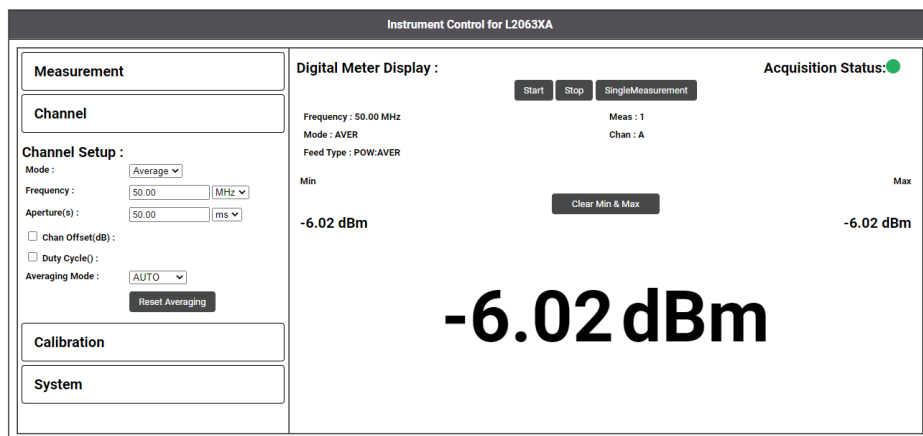 Instrument Control for L2063XA
Measurement
Channel
Channel Setup :
Mode : Average
Frequency : 50.00 MHz
Aperture(s) : 50.00 ms
Chan Offset(dB) :
Duty Cycle() :
Averaging Mode : AUTO
Reset Averaging
Calibration
System
Digital Meter Display :
Acquisition Status:
Start Stop SingleMeasurement
Frequency : 50.00 MHz Meas : 1
Mode : AVER Chan : A
Feed Type : POW:AVER
Min Max
Clear Min & Max
-6.02 dBm -6.02 dBm
-6.02 dBm